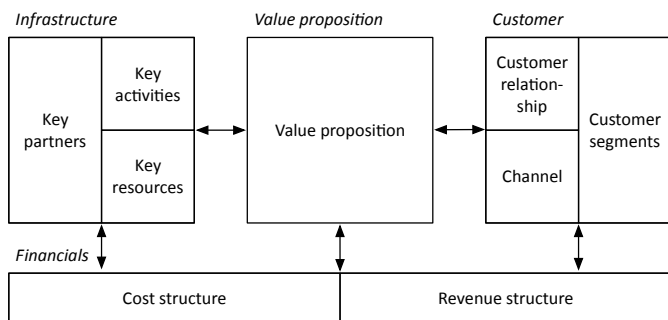 Infrastructure
Value proposition
Customer
Key
partners
Key
activities
Key
resources
Value proposition
Customer
relation-
ship
Channel
Customer
segments
Financials
Cost structure
Revenue structure